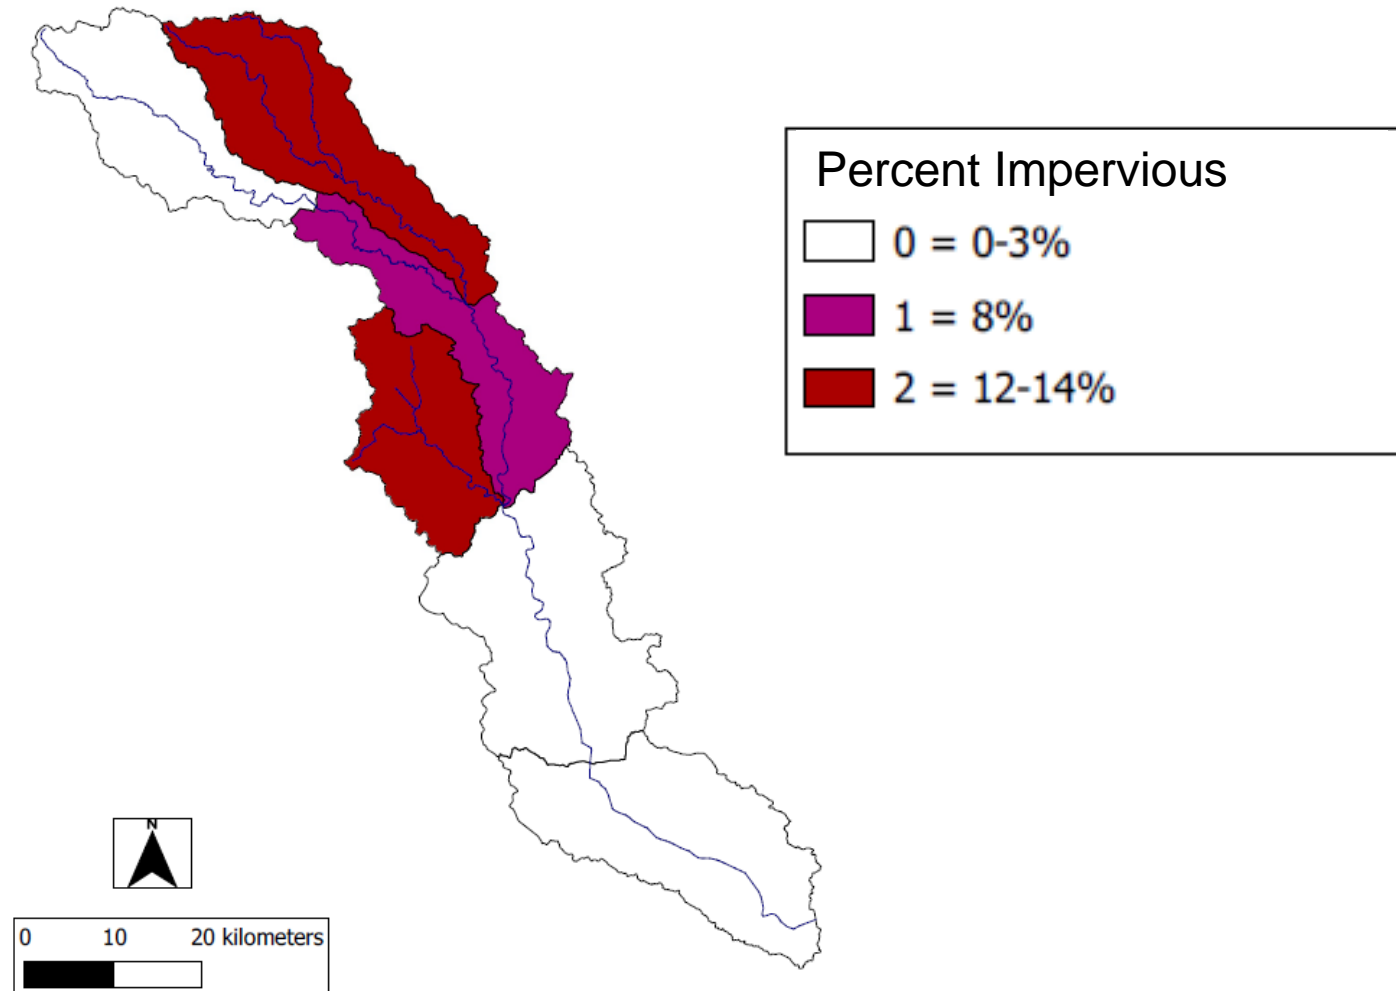 Percent Impervious
0 = 0-3%
1 = 8%
2 = 12-14%
N
0 10 20 kilometers